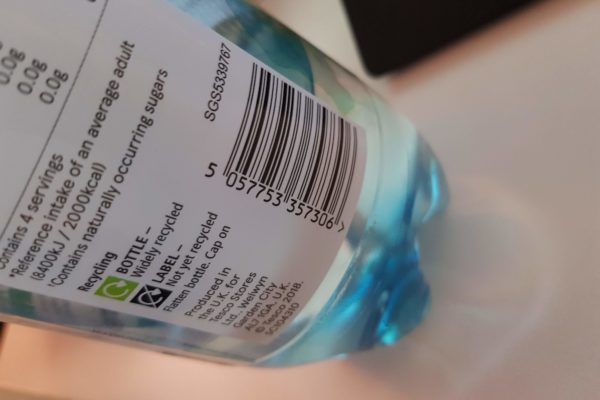 0.0g
0.0g
0.0g
Contains 4 servings
*Reference intake of an average adult
(8400kJ / 2000kcal)
†Contains naturally occurring sugars
Recycling
BOTTLE –
Widely recycled
LABEL –
Not yet recycled
Flatten bottle. Cap on
Produced in
the U.K. for
Tesco Stores
Ltd., Welwyn
Garden City
AL7 1GA, U.K.
© Tesco 2018.
SC104310
SGS5339767
5 057753 357306 >